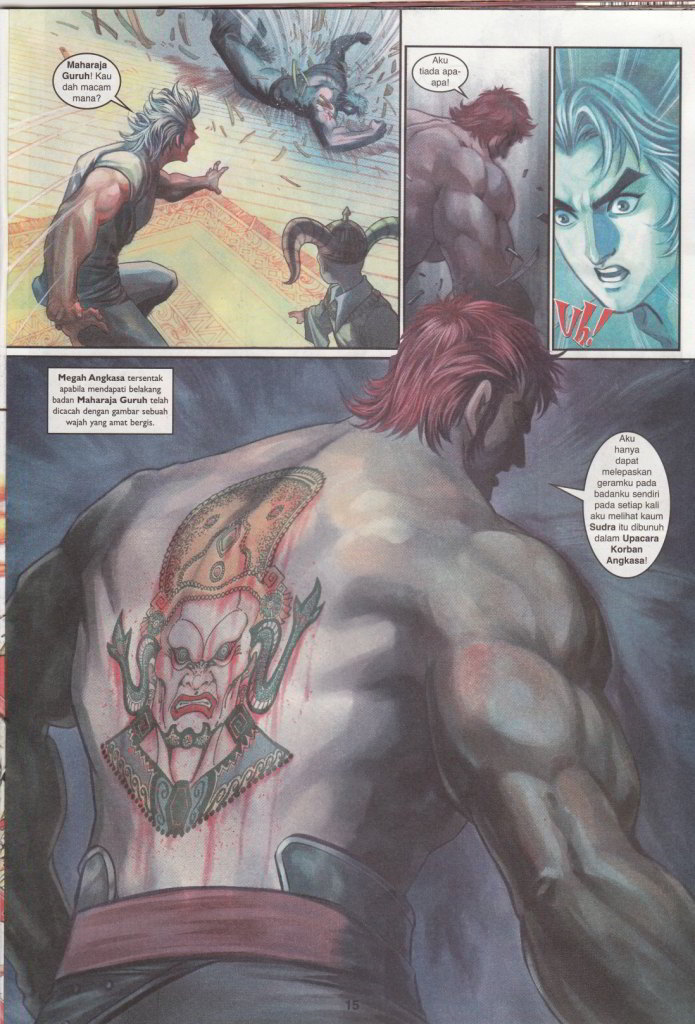 Maharaja
Guruh! Kau
dah macam
mana?
Aku
tiada apa-
apa!
Uh!
Megah Angkasa tersentak
apabila mendapati belakang
badan Maharaja Guruh telah
dicacah dengan gambar sebuah
wajah yang amat bergis.
Aku
hanya
dapat
melepaskan
geramku pada
badanku sendiri
pada setiap kali
aku melihat kaum
Sudra itu dibunuh
dalam Upacara
Korban
Angkasa!
15